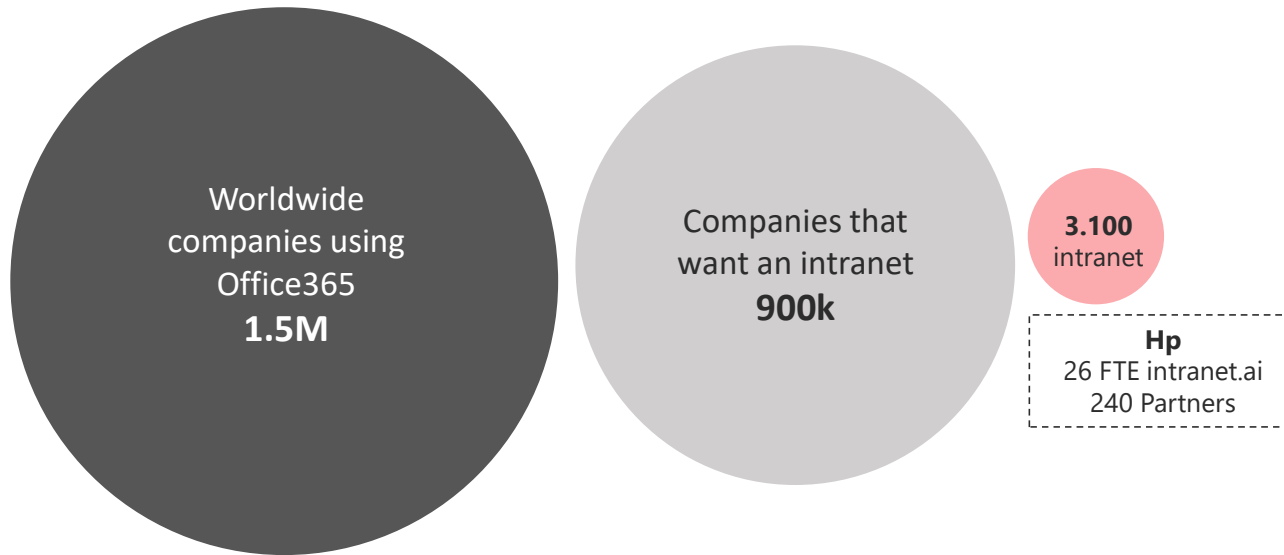 Worldwide
companies using
Office365
1.5M
Companies that
want an intranet
900k
3.100
intranet
Hp
26 FTE intranet.ai
240 Partners